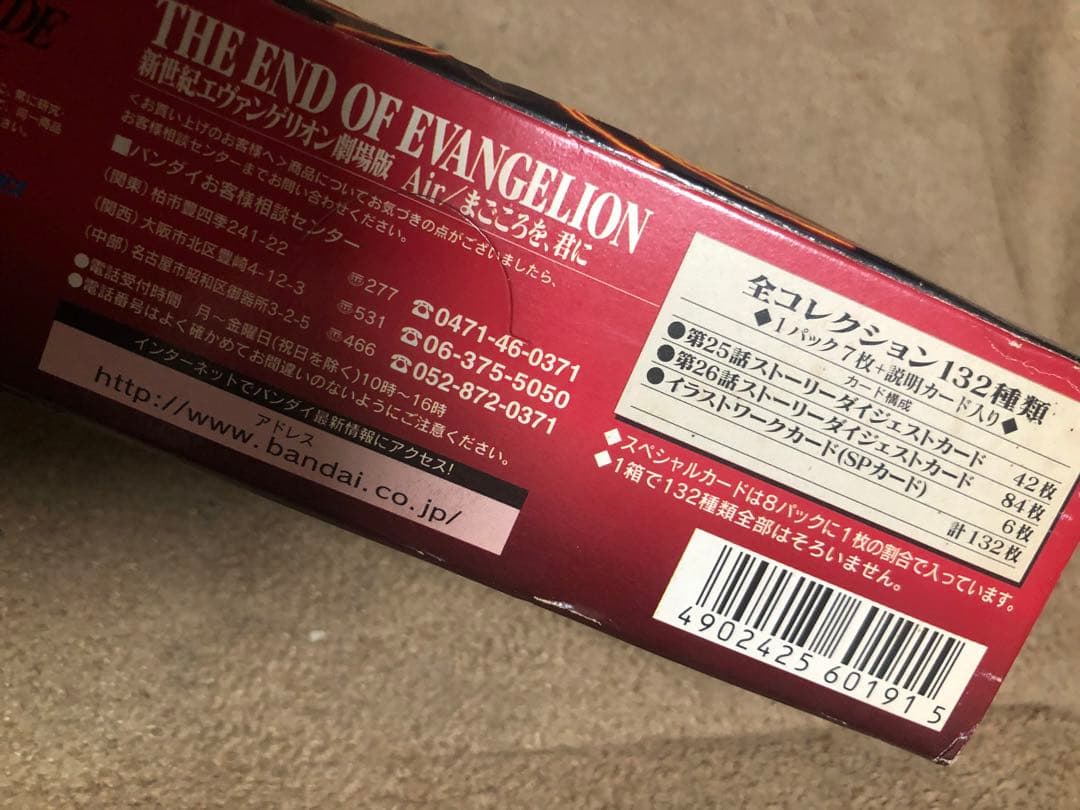 DE
THE END OF EVANGELION
新世紀エヴァンゲリオン劇場版 Air/まごころを、君に
<お買い上げのお客様へ>商品についてお気づきの点がございましたら、
お客様相談センターまでお問い合わせください。
■バンダイお客様相談センター
(関東)柏市豊四季241-22 〶277 ☎0471-46-0371
(関西)大阪市北区豊崎4-12-3 〶531 ☎06-375-5050
(中部)名古屋市昭和区御器所3-2-5 〶466 ☎052-872-0371
●電話受付時間 月〜金曜日(祝日を除く)10時〜16時
●電話番号はよく確かめてお間違いのないようにご注意ください。
インターネットでバンダイ最新情報にアクセス!
アドレス
http://www.bandai.co.jp/
全コレクション132種類
◆1パック7枚+説明カード入り◆
カード構成
●第25話ストーリーダイジェストカード 42枚
●第26話ストーリーダイジェストカード 84枚
●イラストワークカード(SPカード) 6枚
計132枚
◆スペシャルカードは8パックに1枚の割合で入っています。
◆1箱で132種類全部はそろいません。
4902425601915